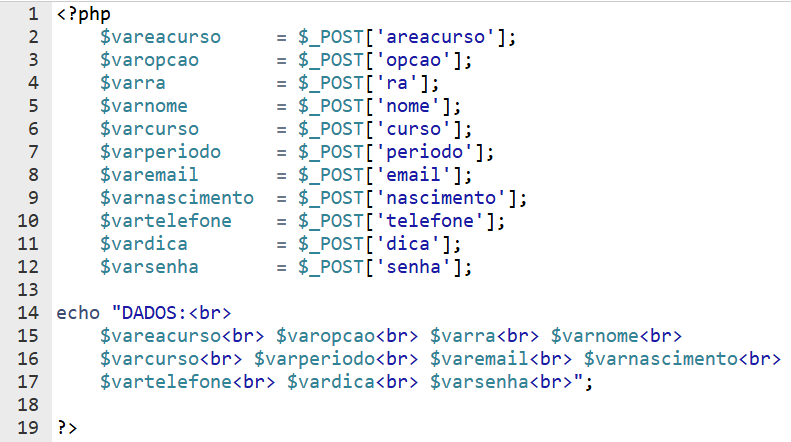 1 <?php
2     $vareacurso     = $_POST['areacurso'];
3     $varopcao       = $_POST['opcao'];
4     $varra          = $_POST['ra'];
5     $varnome        = $_POST['nome'];
6     $varcurso       = $_POST['curso'];
7     $varperiodo     = $_POST['periodo'];
8     $varemail       = $_POST['email'];
9     $varnascimento  = $_POST['nascimento'];
10     $vartelefone    = $_POST['telefone'];
11     $vardica        = $_POST['dica'];
12     $varsenha       = $_POST['senha'];
13
14 echo "DADOS:<br>
15     $vareacurso<br> $varopcao<br> $varra<br> $varnome<br>
16     $varcurso<br> $varperiodo<br> $varemail<br> $varnascimento<br>
17     $vartelefone<br> $vardica<br> $varsenha<br>";
18
19 ?>